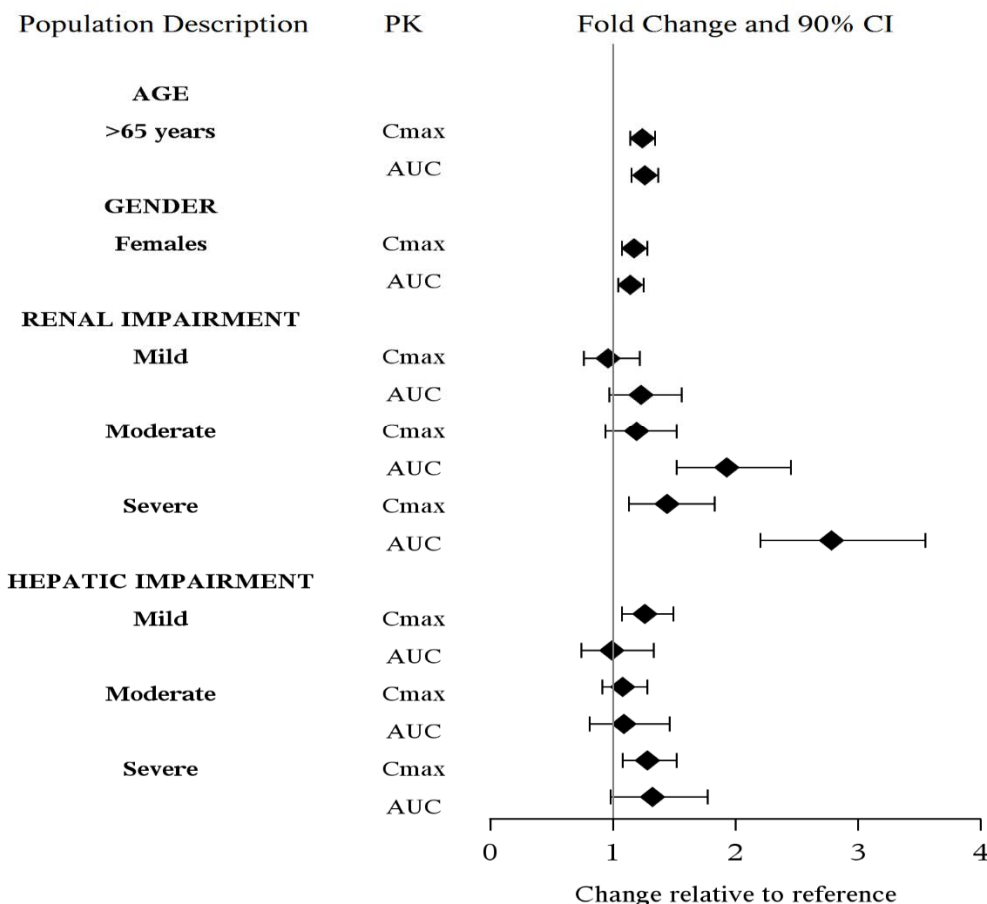 Population Description PK Fold Change and 90% CI
AGE
>65 years Cmax
AUC
GENDER
Females Cmax
AUC
RENAL IMPAIRMENT
Mild Cmax
AUC
Moderate Cmax
AUC
Severe Cmax
AUC
HEPATIC IMPAIRMENT
Mild Cmax
AUC
Moderate Cmax
AUC
Severe Cmax
AUC
0 1 2 3 4
Change relative to reference